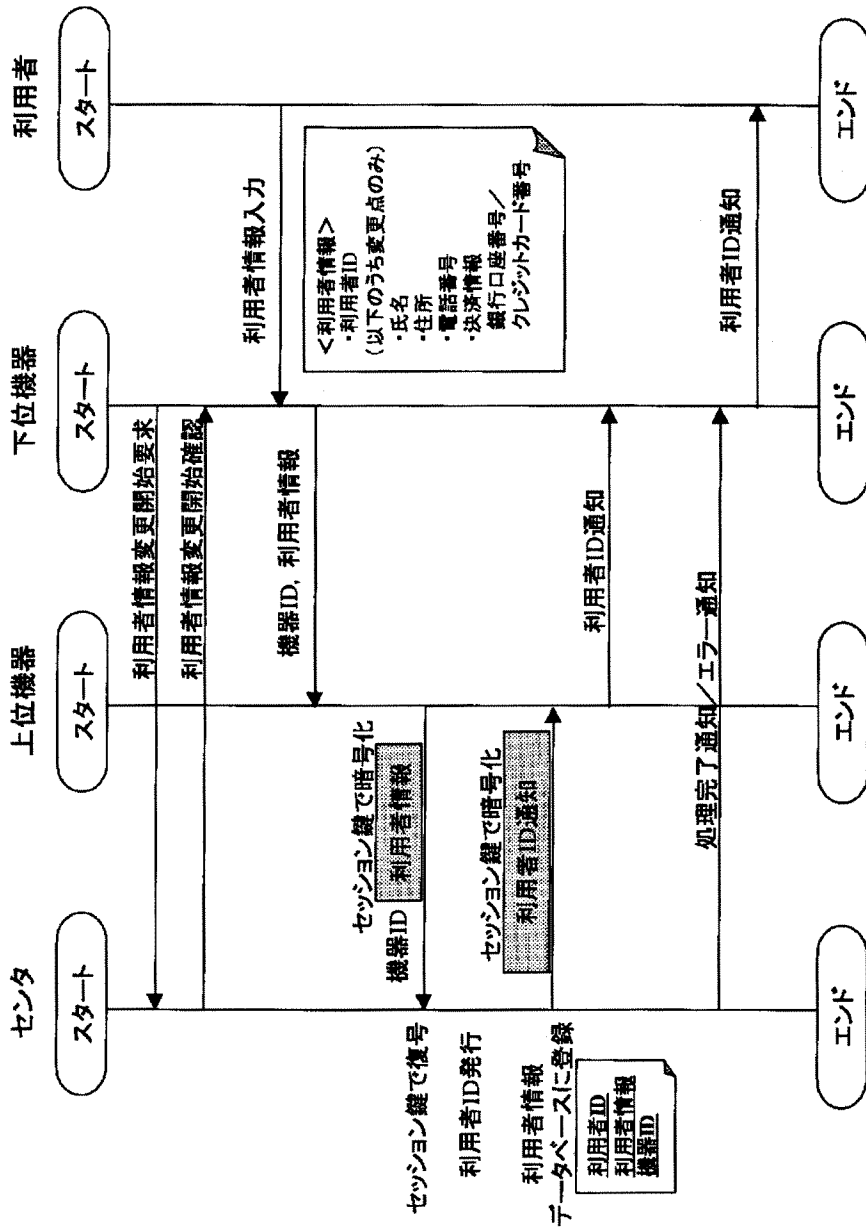 センタ
上位機器
下位機器
利用者
スタート
スタート
スタート
スタート
利用者情報変更開始要求
利用者情報変更開始確認
利用者情報入力
<利用者情報>
・利用者ID
(以下のうち変更点のみ)
・氏名
・住所
・電話番号
・決済情報
銀行口座番号/
クレジットカード番号
機器ID, 利用者情報
セッション鍵で暗号化
機器ID 利用者情報
セッション鍵で復号
利用者ID発行
セッション鍵で暗号化
利用者ID通知
利用者情報
データベースに登録
利用者ID
利用者情報
機器ID
利用者ID通知
処理完了通知/エラー通知
利用者ID通知
エンド
エンド
エンド
エンド